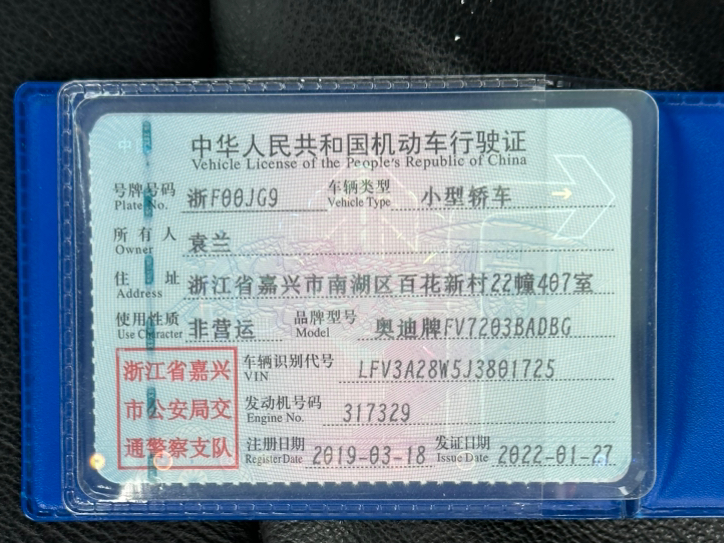 中华人民共和国机动车行驶证
Vehicle License of the People's Republic of China
号牌号码 浙F00JG9 车辆类型 小型轿车
Plate No. Vehicle Type
所有人 袁兰
Owner
住址 浙江省嘉兴市南湖区百花新村22幢407室
Address
使用性质 非营运 品牌型号 奥迪牌FV7203BADBG
Use Character Model
浙江省嘉兴
市公安局交
通警察支队
车辆识别代号 LFV3A28W5J3801725
VIN
发动机号码 317329
Engine No.
注册日期 2019-03-18 发证日期 2022-01-27
Register Date Issue Date